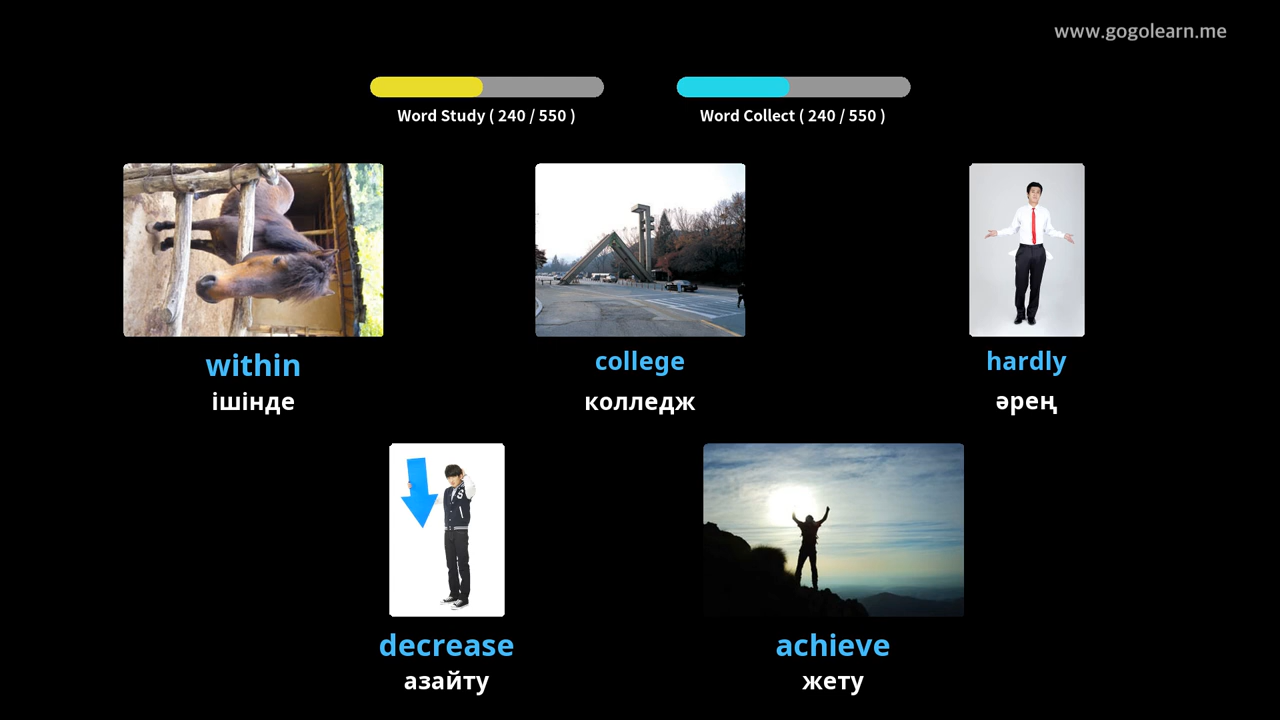 www.gogolearn.me
Word Study ( 240 / 550 )
Word Collect ( 240 / 550 )
within
ішінде
college
колледж
hardly
әрең
decrease
азайту
achieve
жету